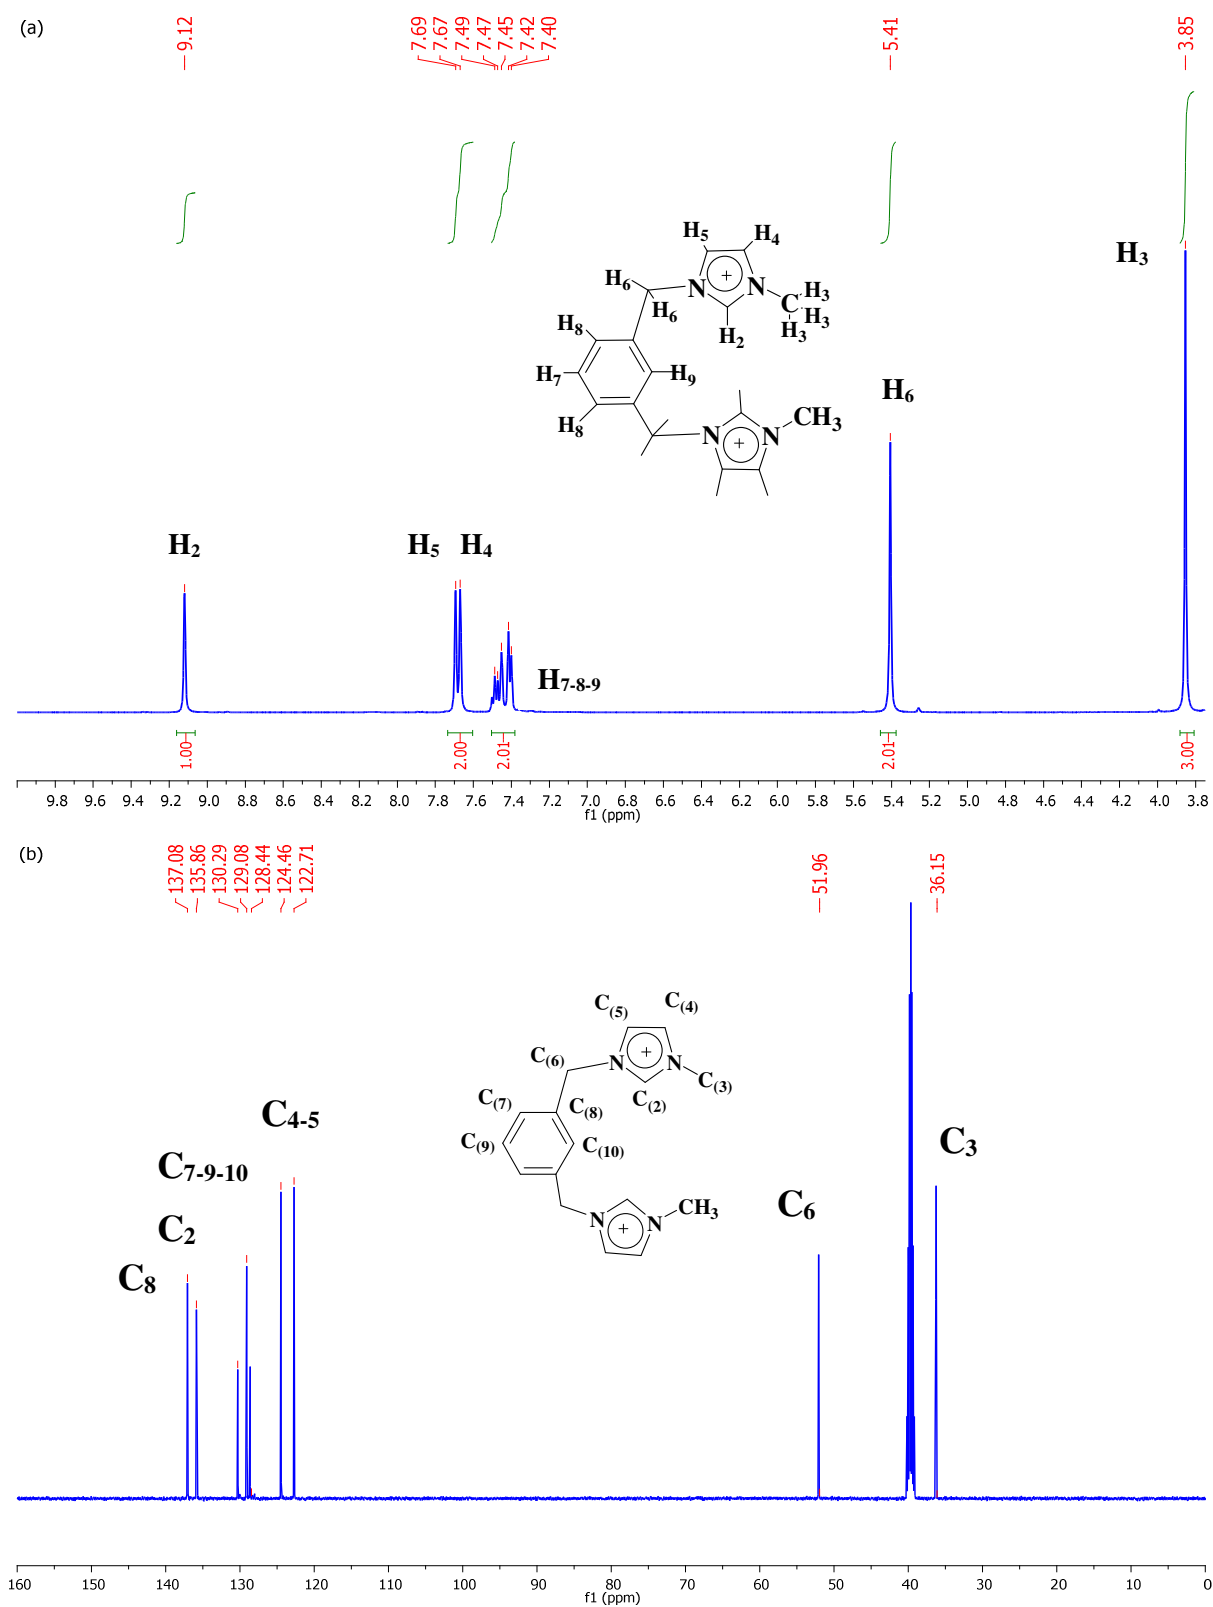 (a)
9.12
7.69
7.67
7.49
7.47
7.45
7.42
7.40
5.41
3.85
H5 H4
H3
H6 N + N C H3
H6 H3
H8 H2 H3
H7 H9
H6
H8 N + N CH3
H2
H5 H4
H7-8-9
1.00
2.00
2.01
2.01
3.00
9.8 9.6 9.4 9.2 9.0 8.8 8.6 8.4 8.2 8.0 7.8 7.6 7.4 7.2 7.0 6.8 6.6 6.4 6.2 6.0 5.8 5.6 5.4 5.2 5.0 4.8 4.6 4.4 4.2 4.0 3.8
f1 (ppm)
(b)
137.08
135.86
130.29
129.08
128.44
124.46
122.71
51.96
36.15
C(5) C(4)
C(6) N + N C(3)
C(7) C(8) C(2)
C(9) C(10)
N + N CH3
C4-5
C7-9-10
C2
C8
C6
C3
160 150 140 130 120 110 100 90 80 70 60 50 40 30 20 10 0
f1 (ppm)